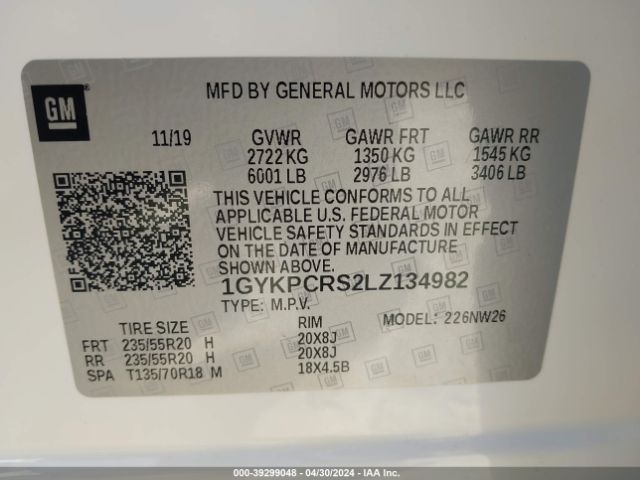 GM
MFD BY GENERAL MOTORS LLC
11/19 GVWR GAWR FRT GAWR RR
2722 KG 1350 KG 1545 KG
6001 LB 2976 LB 3406 LB
THIS VEHICLE CONFORMS TO ALL
APPLICABLE U.S. FEDERAL MOTOR
VEHICLE SAFETY STANDARDS IN EFFECT
ON THE DATE OF MANUFACTURE
SHOWN ABOVE.
1GYKPCRS2LZ134982
TYPE: M.P.V.
MODEL: 226NW26
TIRE SIZE RIM
FRT 235/55R20 H 20X8J
RR 235/55R20 H 20X8J
SPA T135/70R18 M 18X4.5B
000-39299048 - 04/30/2024 - IAA Inc.